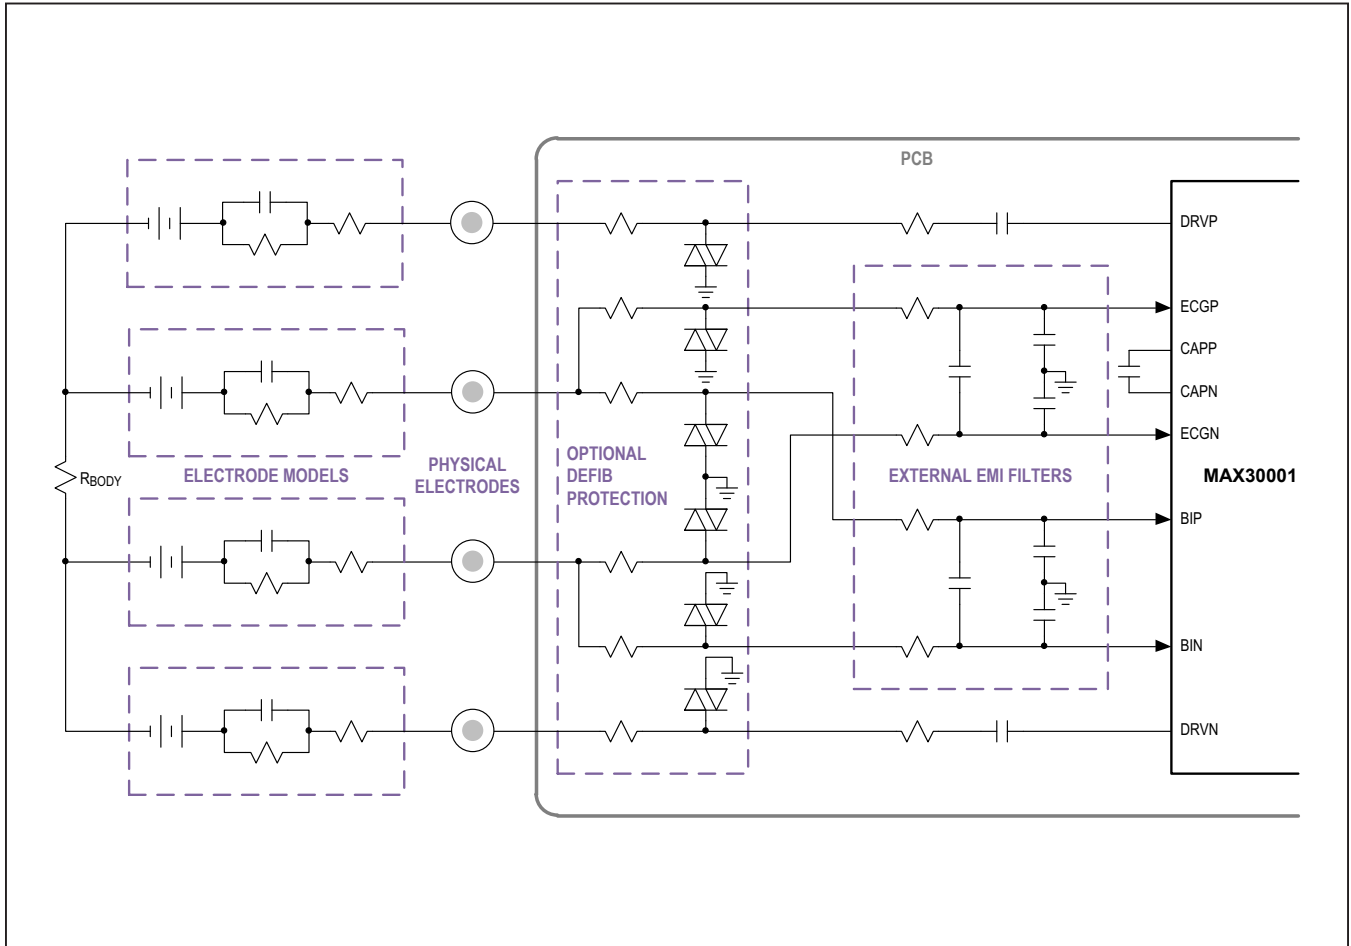 PCB
DRVP
ECGP
CAPP
CAPN
ECGN
MAX30001
BIP
BIN
DRVN
RBODY
ELECTRODE MODELS
PHYSICAL
ELECTRODES
OPTIONAL
DEFIB
PROTECTION
EXTERNAL EMI FILTERS